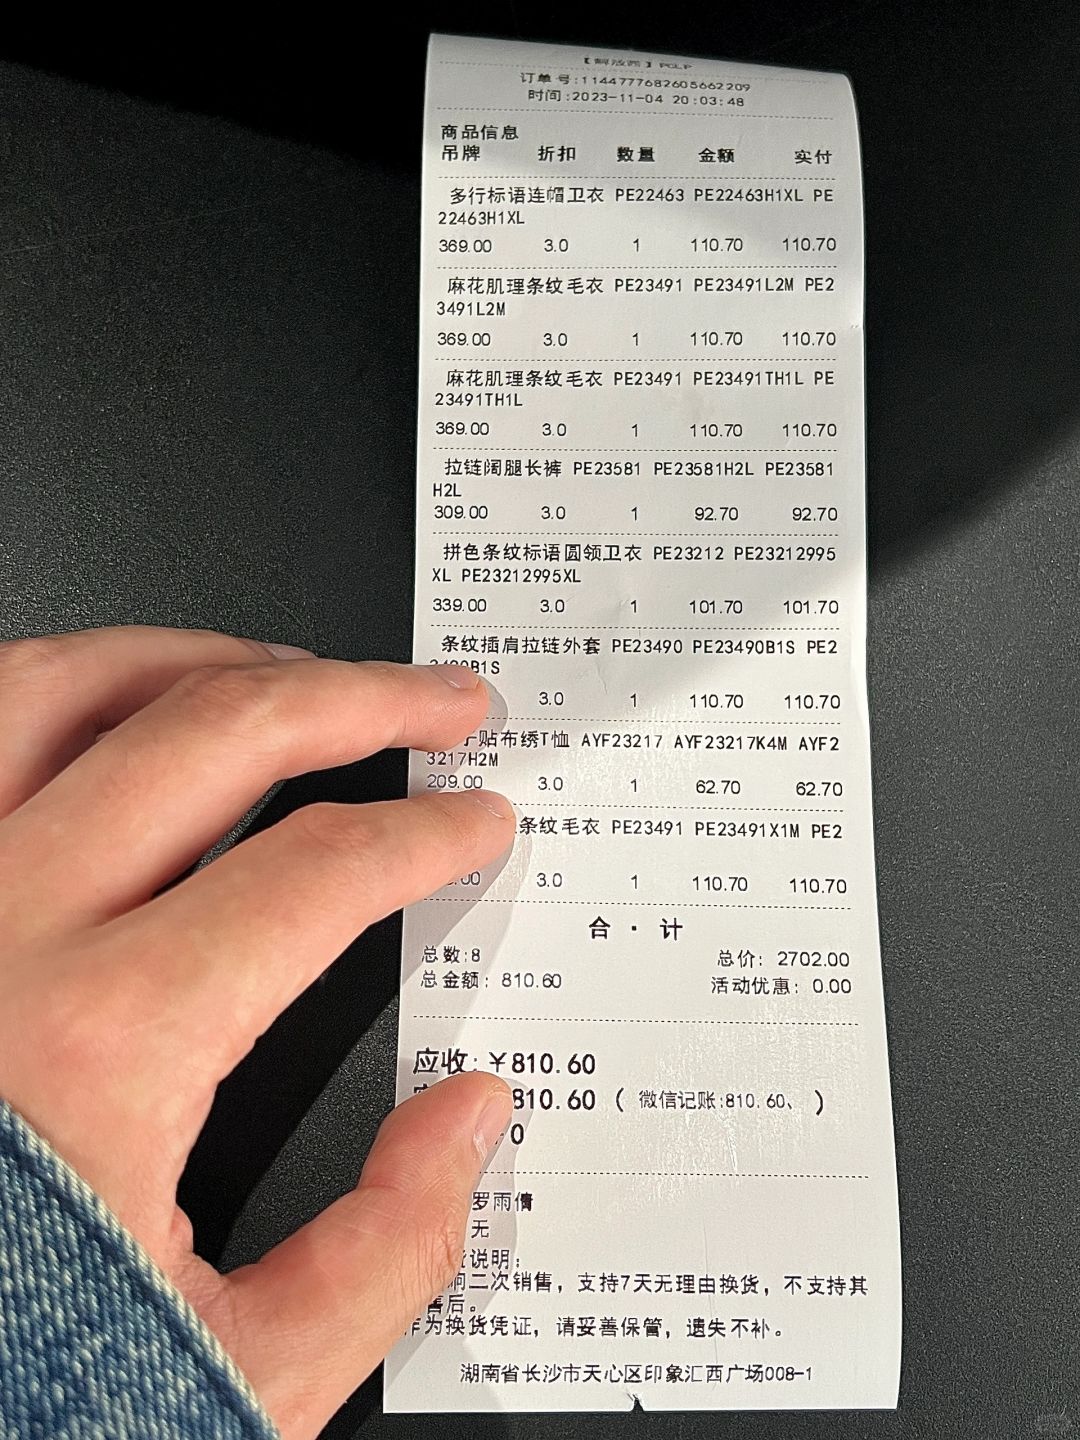 【解放西】PCLP
订单号:1144777682605662209
时间:2023-11-04 20:03:48
商品信息
吊牌 折扣 数量 金额 实付
多行标语连帽卫衣 PE22463 PE22463H1XL PE
22463H1XL
369.00 3.0 1 110.70 110.70
麻花肌理条纹毛衣 PE23491 PE23491L2M PE2
3491L2M
369.00 3.0 1 110.70 110.70
麻花肌理条纹毛衣 PE23491 PE23491TH1L PE
23491TH1L
369.00 3.0 1 110.70 110.70
拉链阔腿长裤 PE23581 PE23581H2L PE23581
H2L
309.00 3.0 1 92.70 92.70
拼色条纹标语圆领卫衣 PE23212 PE23212995
XL PE23212995XL
339.00 3.0 1 101.70 101.70
条纹插肩拉链外套 PE23490 PE23490B1S PE2
3490B1S
3.0 1 110.70 110.70
贴布绣T恤 AYF23217 AYF23217K4M AYF2
3217H2M
209.00 3.0 1 62.70 62.70
条纹毛衣 PE23491 PE23491X1M PE2
.00 3.0 1 110.70 110.70
合·计
总数:8 总价: 2702.00
总金额: 810.60 活动优惠: 0.00
应收:¥810.60
810.60 ( 微信记账:810.60、 )
0
罗雨倩
无
说明:
响二次销售，支持7天无理由换货，不支持其
售后。
作为换货凭证，请妥善保管，遗失不补。
湖南省长沙市天心区印象汇西广场008-1